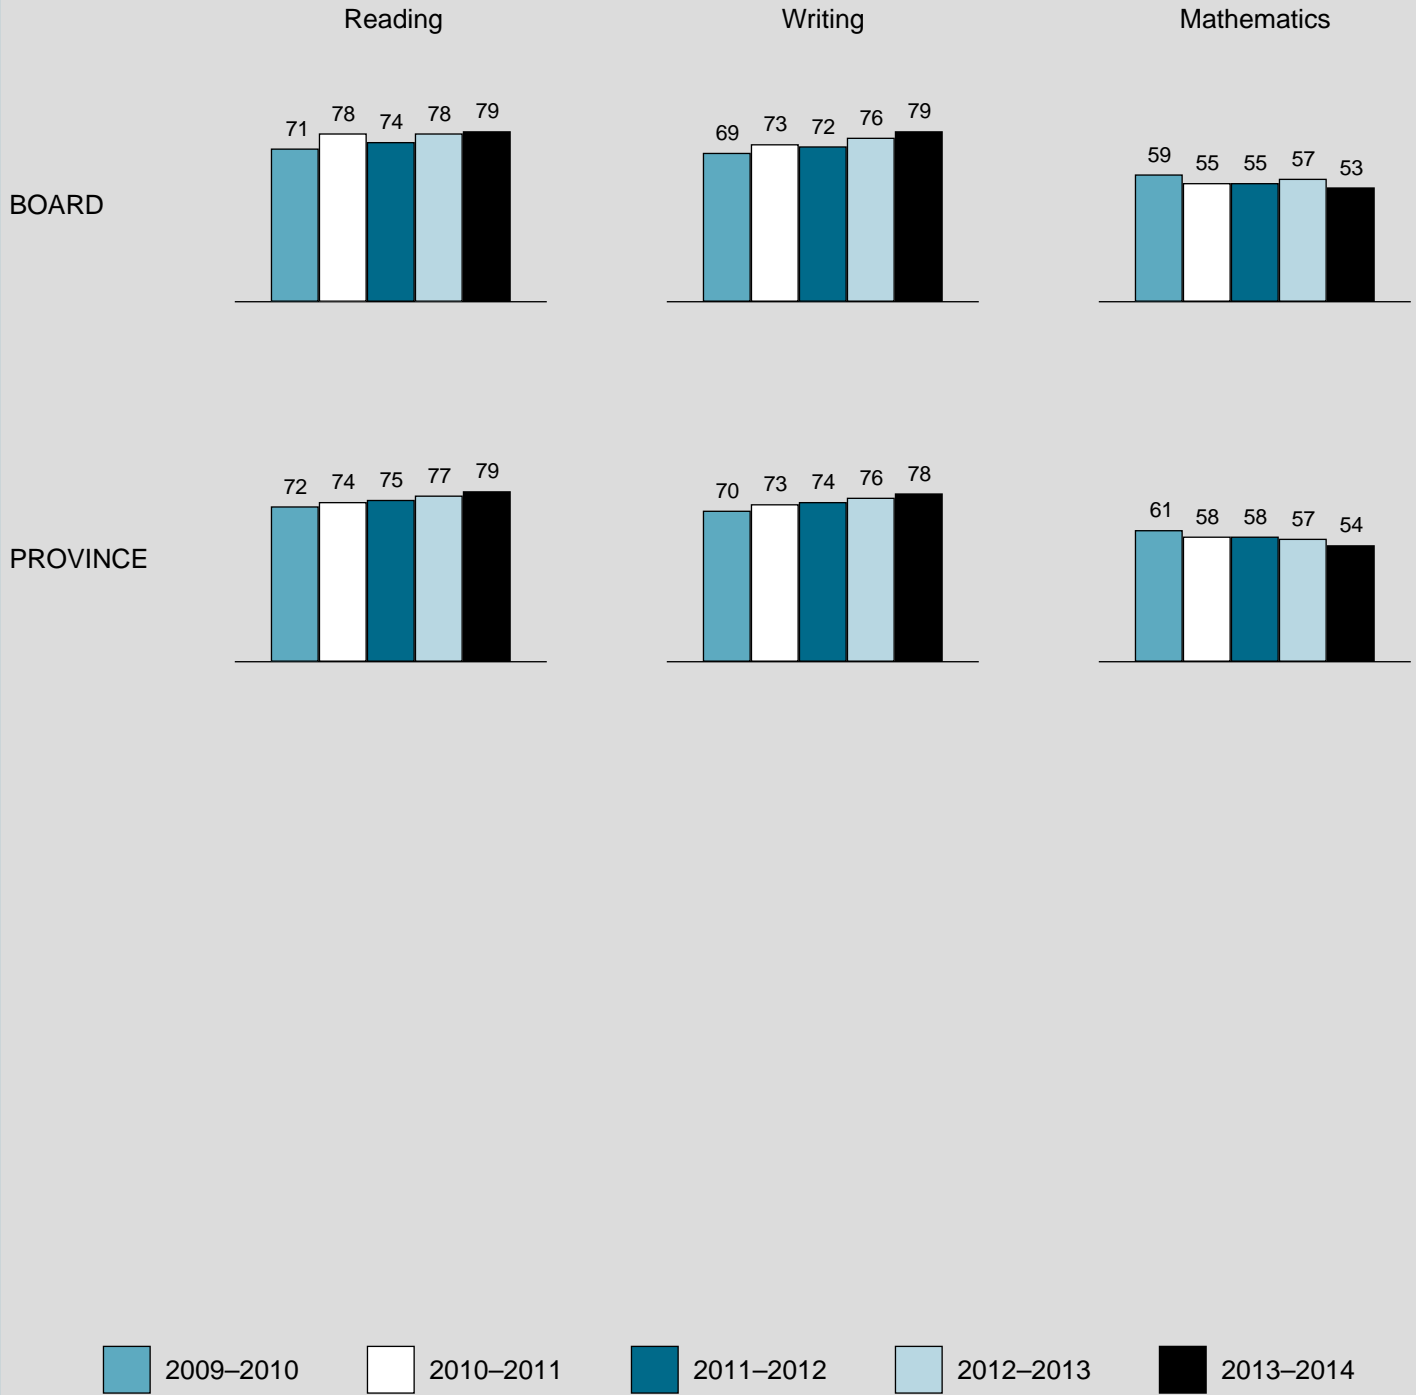 Reading Writing Mathematics
71 78 74 78 79
69 73 72 76 79
59 55 55 57 53
BOARD
72 74 75 77 79
70 73 74 76 78
61 58 58 57 54
PROVINCE
2009–2010 2010–2011 2011–2012 2012–2013 2013–2014